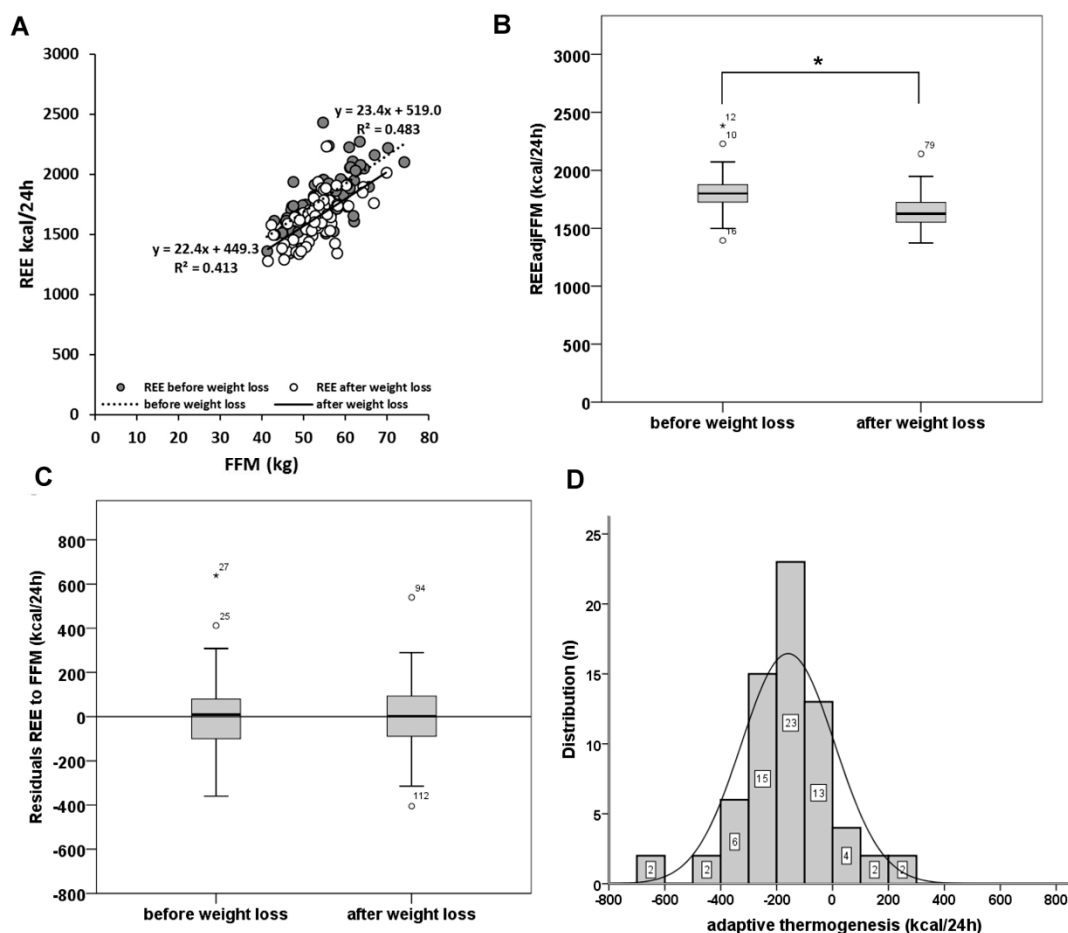 A
3000
2500
2000
1500
1000
500
0
REE kcal/24h
y = 23.4x + 519.0
R² = 0.483
y = 22.4x + 449.3
R² = 0.413
REE before weight loss
REE after weight loss
before weight loss
after weight loss
0 10 20 30 40 50 60 70 80
FFM (kg)
B
3000
2500
2000
1500
1000
500
0
REEadjFFM (kcal/24h)
*
12
10
16
79
before weight loss after weight loss
C
800
600
400
200
0
-200
-400
-600
-800
Residuals REE to FFM (kcal/24h)
27
25
94
112
before weight loss after weight loss
D
25
20
15
10
5
0
Distribution (n)
2
2
6
15
23
13
4
2
2
-800 -600 -400 -200 0 200 400 600 800
adaptive thermogenesis (kcal/24h)